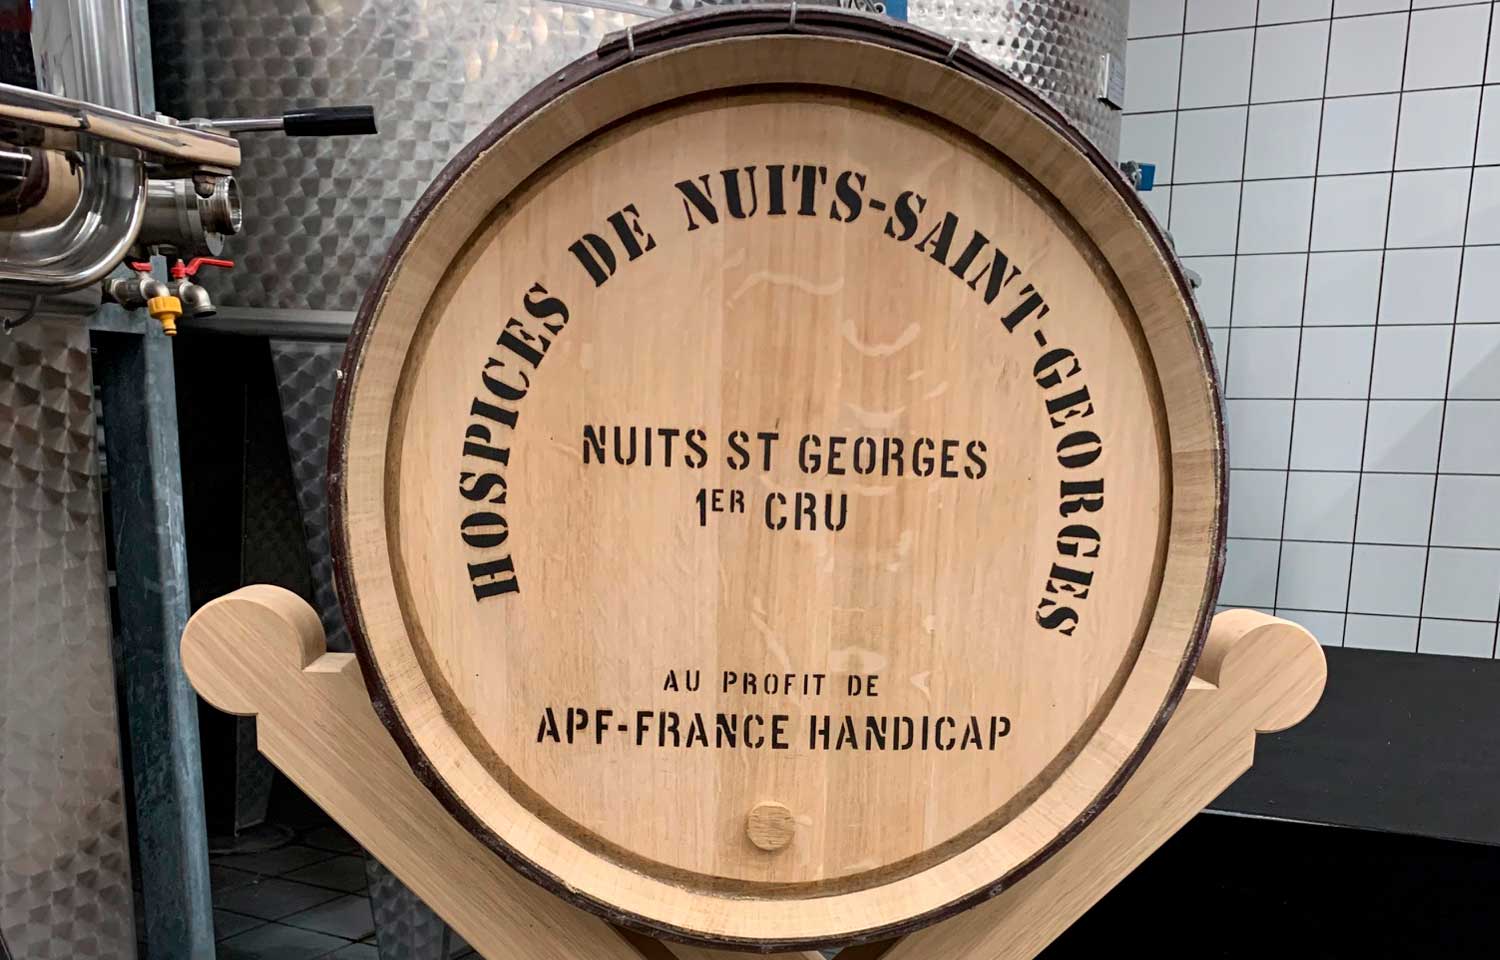 HOSPICES DE NUITS-SAINT-GEORGES
NUITS ST GEORGES
1ER CRU
AU PROFIT DE
APF-FRANCE HANDICAP